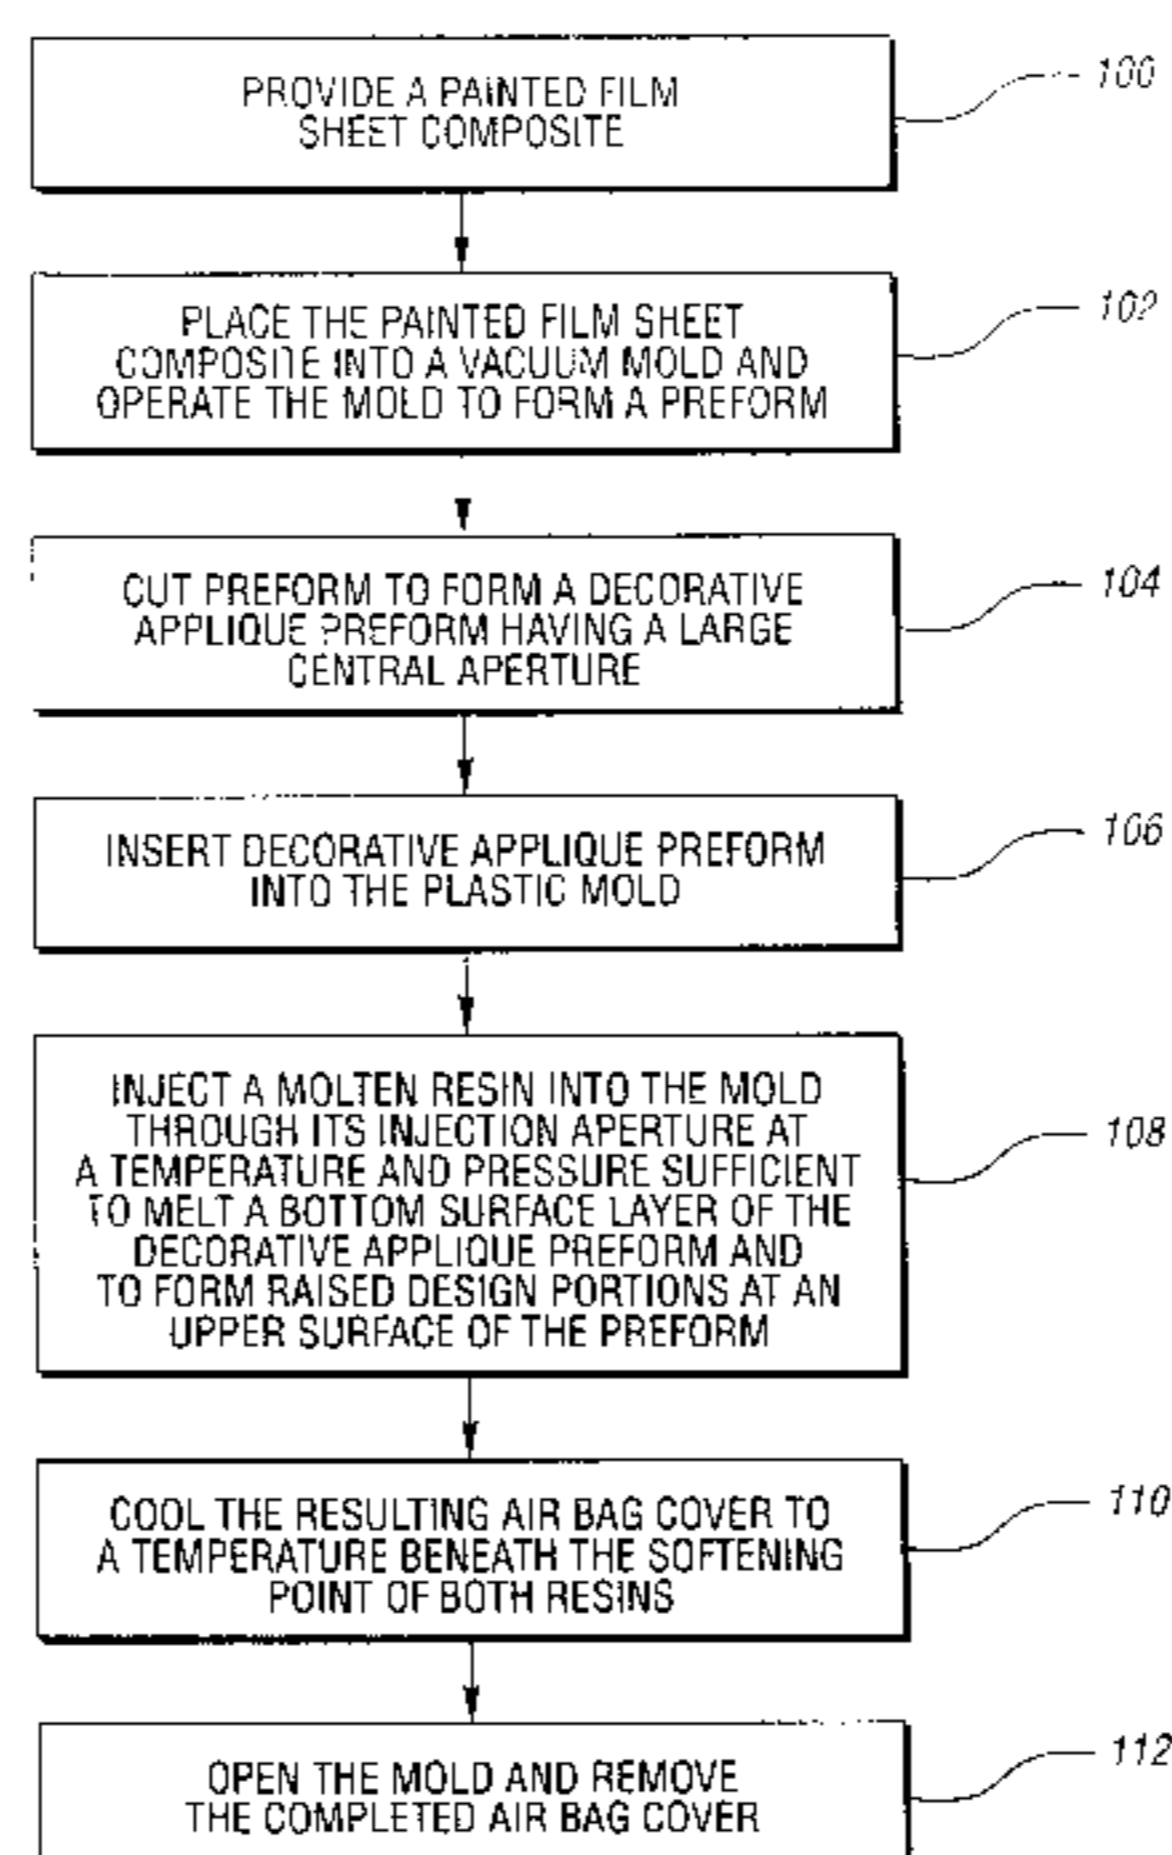 PROVIDE A PAINTED FILM
SHEET COMPOSITE
100
PLACE THE PAINTED FILM SHEET
COMPOSITE INTO A VACUUM MOLD AND
OPERATE THE MOLD TO FORM A PREFORM
102
CUT PREFORM TO FORM A DECORATIVE
APPLIQUE PREFORM HAVING A LARGE
CENTRAL APERTURE
104
INSERT DECORATIVE APPLIQUE PREFORM
INTO THE PLASTIC MOLD
106
INJECT A MOLTEN RESIN INTO THE MOLD
THROUGH ITS INJECTION APERTURE AT
A TEMPERATURE AND PRESSURE SUFFICIENT
TO MELT A BOTTOM SURFACE LAYER OF THE
DECORATIVE APPLIQUE PREFORM AND
TO FORM RAISED DESIGN PORTIONS AT AN
UPPER SURFACE OF THE PREFORM
108
COOL THE RESULTING AIR BAG COVER TO
A TEMPERATURE BENEATH THE SOFTENING
POINT OF BOTH RESINS
110
OPEN THE MOLD AND REMOVE
THE COMPLETED AIR BAG COVER
112